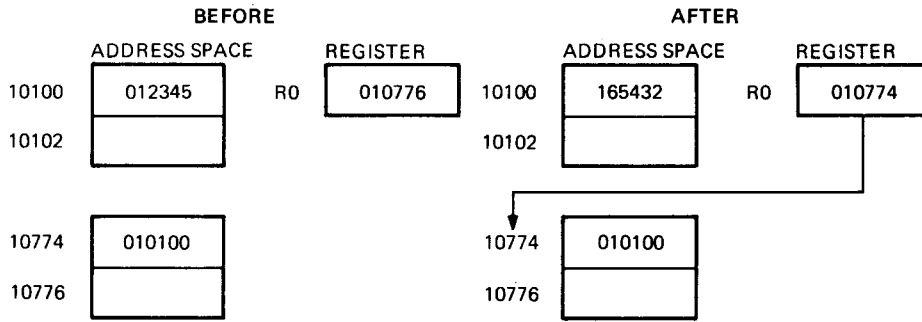 BEFORE AFTER
ADDRESS SPACE REGISTER ADDRESS SPACE REGISTER
10100 012345 R0 010776 10100 165432 R0 010774
10102 10102
10774 010100 10774 010100
10776 10776